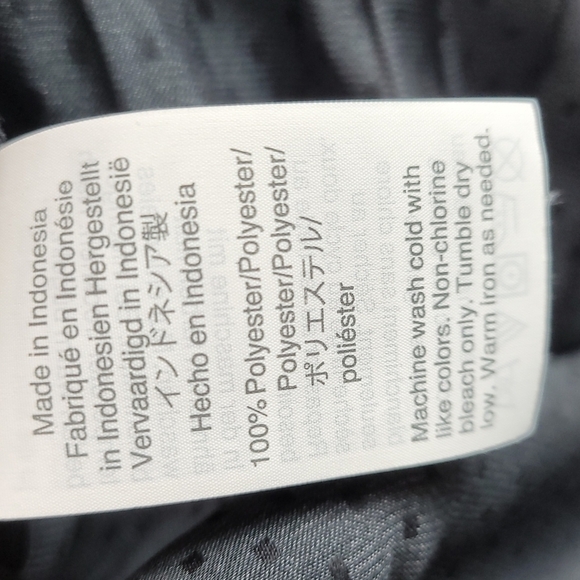 Made in Indonesia
Fabriqué en Indonésie
in Indonesien Hergestellt
Vervaardigd in Indonesië
インドネシア製
Hecho en Indonesia
100% Polyester/Polyester/
Polyester/Polyester/
ポリエステル/
poliéster
Machine wash cold with
like colors. Non-chlorine
bleach only. Tumble dry
low. Warm iron as needed.